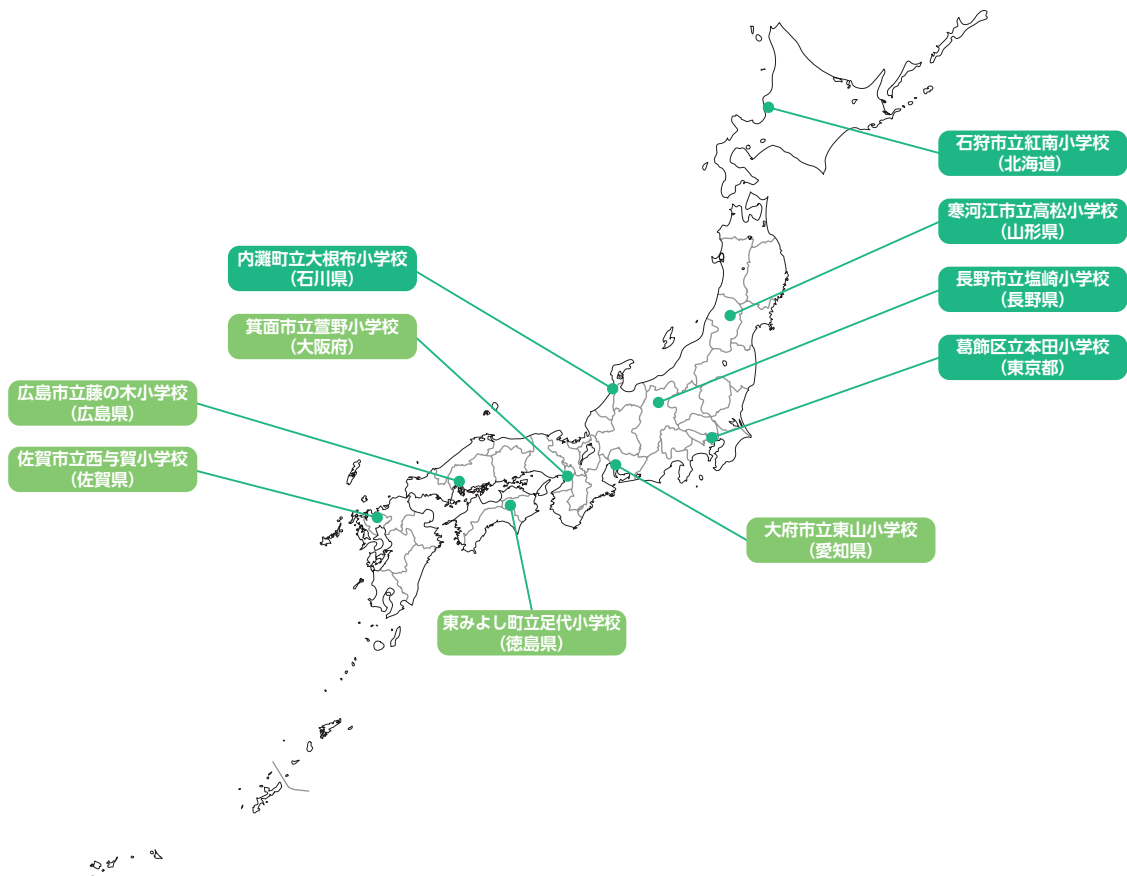 石狩市立紅南小学校
（北海道）
寒河江市立高松小学校
（山形県）
内灘町立大根布小学校
（石川県）
長野市立塩崎小学校
（長野県）
箕面市立萱野小学校
（大阪府）
葛飾区立本田小学校
（東京都）
広島市立藤の木小学校
（広島県）
佐賀市立西与賀小学校
（佐賀県）
大府市立東山小学校
（愛知県）
東みよし町立足代小学校
（徳島県）